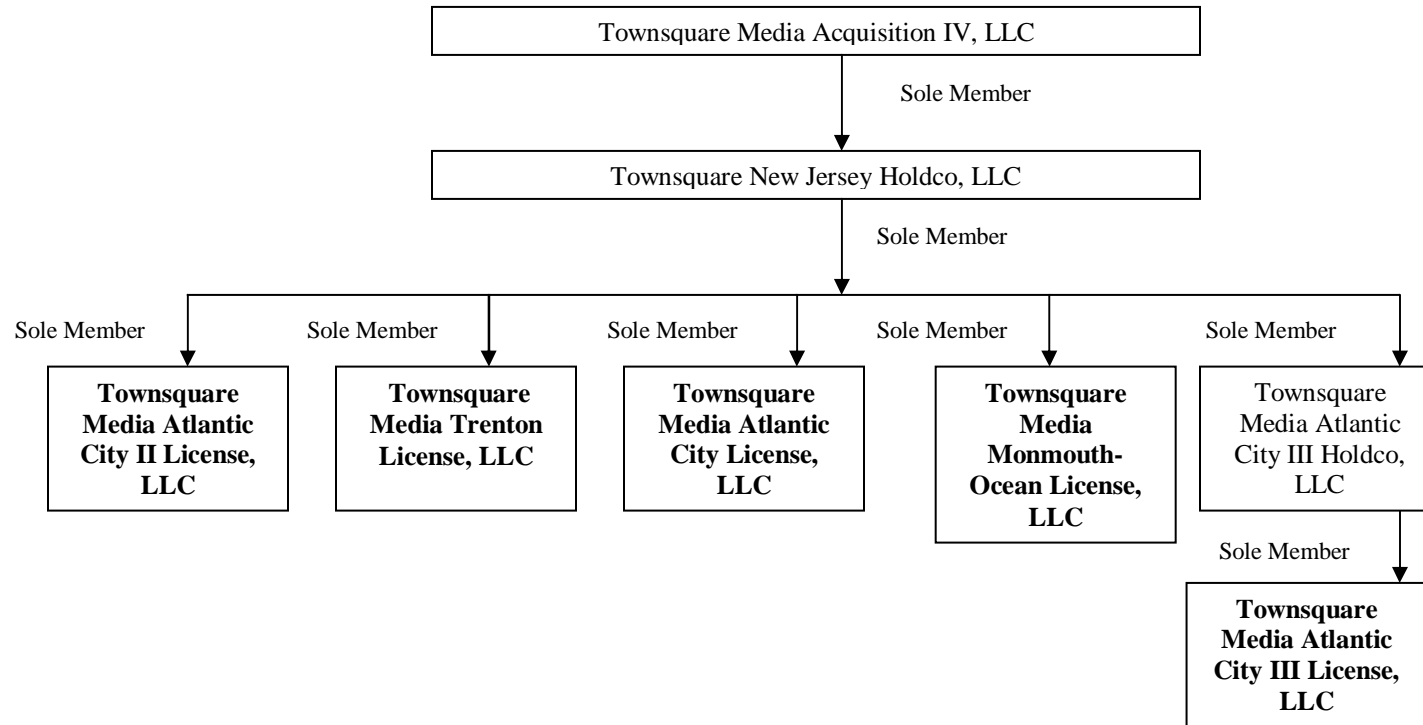 Townsquare Media Acquisition IV, LLC
Sole Member
Townsquare New Jersey Holdco, LLC
Sole Member
Sole Member
Sole Member
Sole Member
Sole Member
Sole Member
Townsquare
Media Atlantic
City II License,
LLC
Townsquare
Media Trenton
License, LLC
Townsquare
Media Atlantic
City License,
LLC
Townsquare
Media
Monmouth-
Ocean License,
LLC
Townsquare
Media Atlantic
City III Holdco,
LLC
Sole Member
Townsquare
Media Atlantic
City III License,
LLC